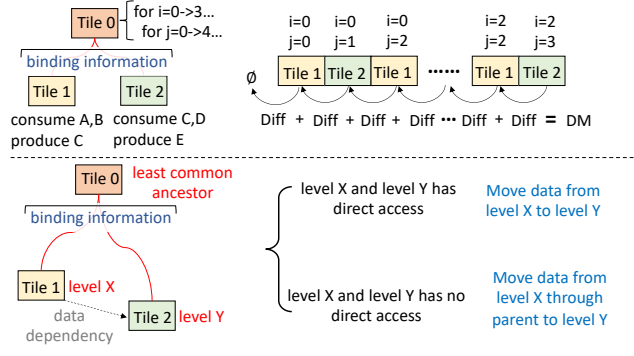 Tile 0
for i=0->3...
for j=0->4...
binding information
Tile 1
Tile 2
consume A,B
produce C
consume C,D
produce E
i=0 i=0 i=0 i=2 i=2
j=0 j=1 j=2 j=2 j=3
∅ Tile 1 Tile 2 Tile 1 ...... Tile 1 Tile 2
Diff + Diff + Diff + Diff ··· Diff + Diff = DM
Tile 0
least common
ancestor
binding information
Tile 1 level X
data
dependency
Tile 2 level Y
level X and level Y has
direct access
Move data from
level X to level Y
level X and level Y has no
direct access
Move data from
level X through
parent to level Y